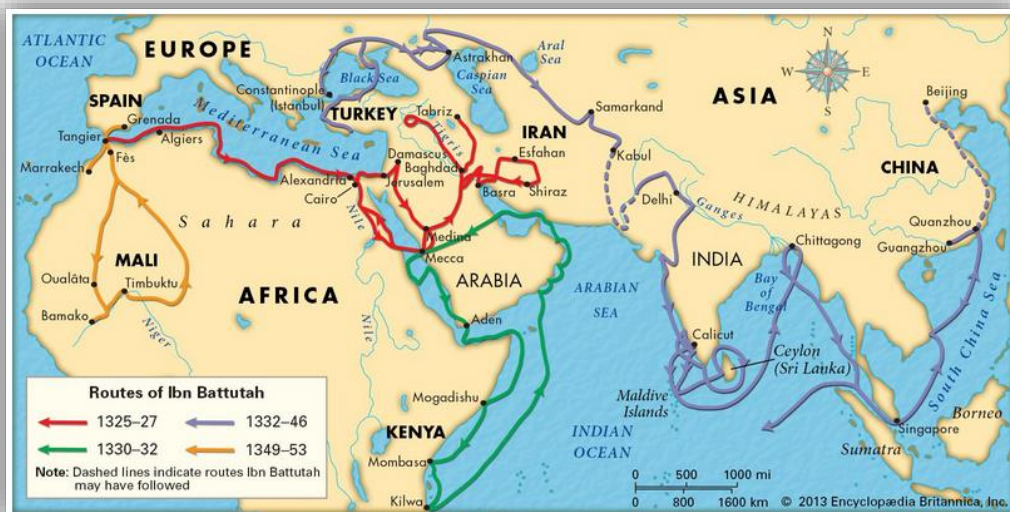 ATLANTIC
OCEAN
EUROPE
SPAIN
Grenada
Tangier
Algiers
Fès
Marrakech
Mediterranean Sea
Constantinople
(Istanbul)
Black Sea
TURKEY
Astrakhan
Caspian
Sea
Aral
Sea
Samarkand
ASIA
N
W
E
S
Beijing
Tabriz
Tigris
IRAN
Esfahan
Damascus
Baghdad
Jerusalem
Basra
Shiraz
Alexandria
Cairo
Nile
Kabul
Delhi
Ganges
HIMALAYAS
CHINA
Quanzhou
Guangzhou
Chittagong
Sahara
MALI
Oualâta
Timbuktu
Bamako
Niger
AFRICA
Nile
Medina
Mecca
ARABIA
Aden
ARABIAN
SEA
INDIA
Bay
of
Bengal
Calicut
Ceylon
(Sri Lanka)
Maldive
Islands
South China Sea
Mogadishu
KENYA
Mombasa
Kilwa
INDIAN
OCEAN
Singapore
Sumatra
Borneo
Routes of Ibn Battutah
1325–27
1332–46
1330–32
1349–53
Note: Dashed lines indicate routes Ibn Battutah
may have followed
0 500 1000 mi
0 800 1600 km
© 2013 Encyclopædia Britannica, Inc.